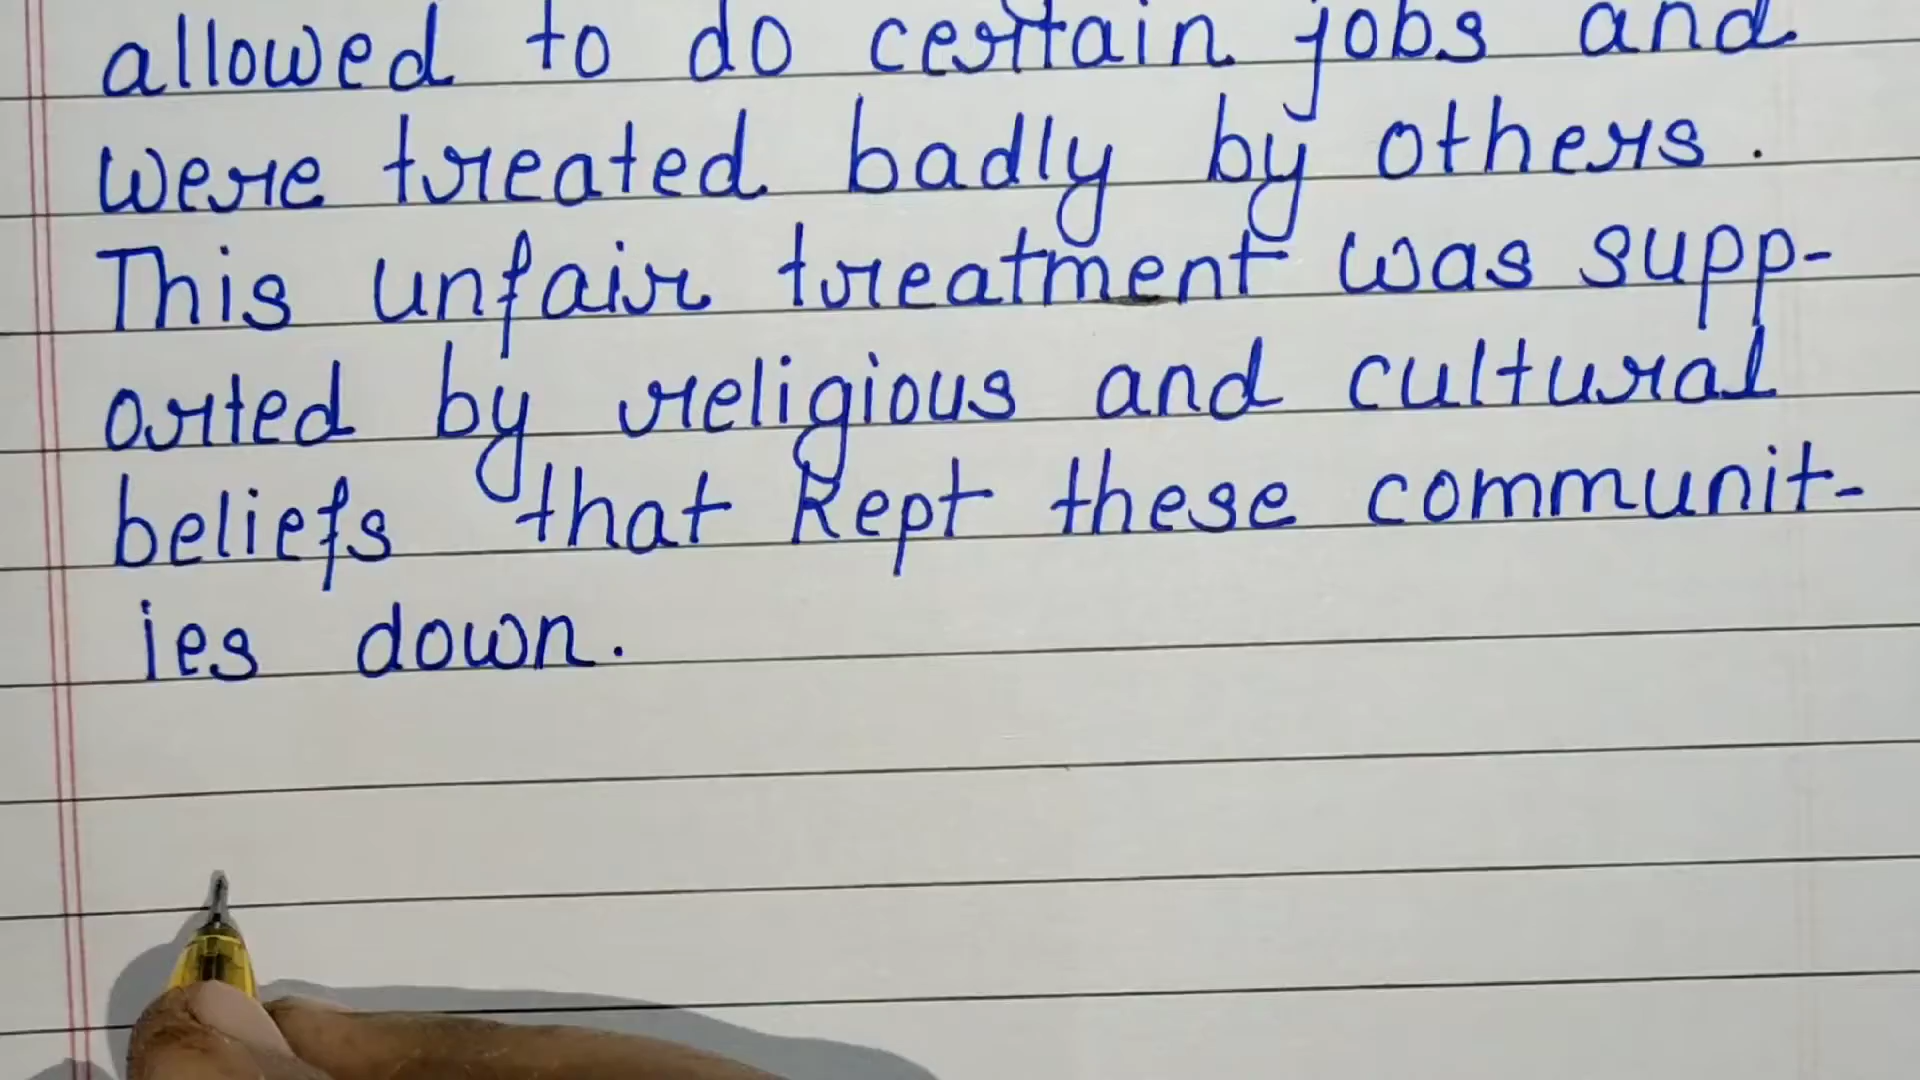 allowed to do certain jobs and
were treated badly by others.
This unfair treatment was supp-
orted by religious and cultural
beliefs that kept these communit-
ies down.